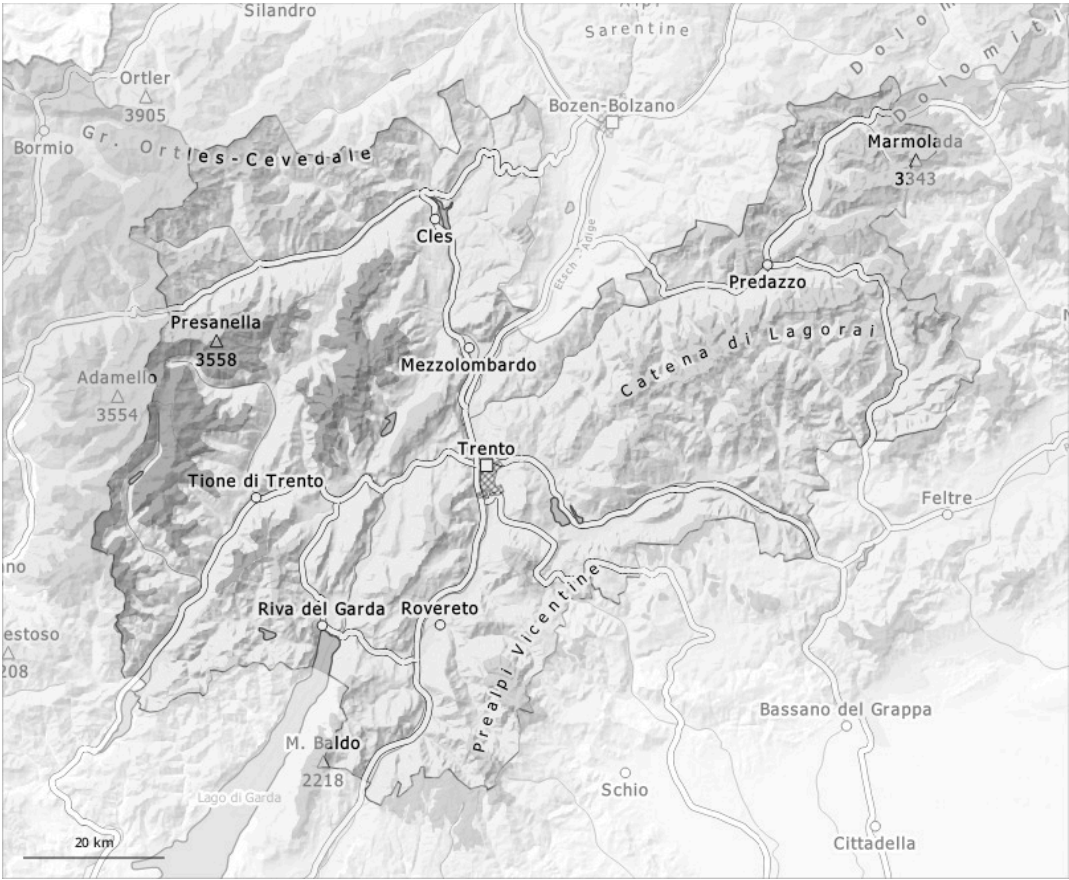 Silandro
Sarentine
Dolomiti
Ortler
3905
Bozen-Bolzano
Bormio
Gr. Ortles-Cevedale
Marmolada
3343
Cles
Etsch - Adige
Predazzo
Presanella
3558
Catena di Lagorai
Mezzolombardo
Adamello
3554
Trento
Tione di Trento
Feltre
Riva del Garda
Rovereto
Prealpi Vicentine
Bassano del Grappa
M. Baldo
2218
Lago di Garda
Schio
20 km
Cittadella